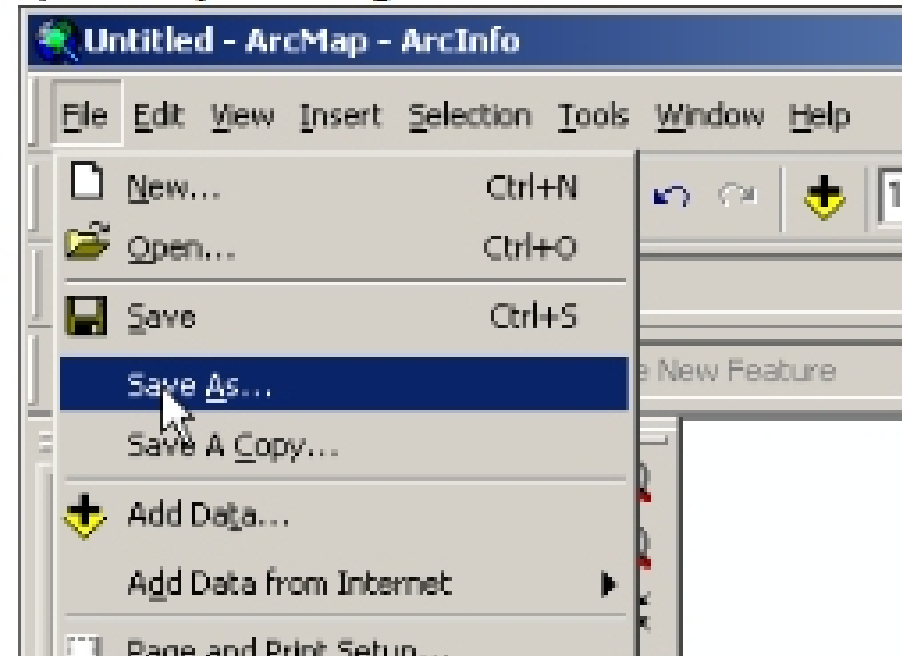 Untitled - ArcMap - ArcInfo
File Edit View Insert Selection Tools Window Help
New... Ctrl+N
Open... Ctrl+O
Save Ctrl+S
Save As...
New Feature
Save A Copy...
Add Data...
Add Data from Internet
Page and Print Setup...